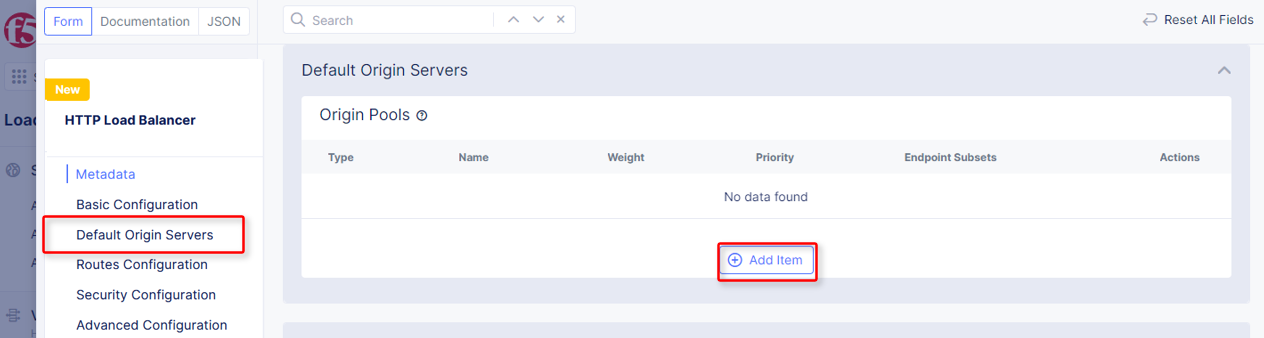 Form Documentation JSON
Search
Reset All Fields
f5
New
HTTP Load Balancer
Metadata
Basic Configuration
Default Origin Servers
Routes Configuration
Security Configuration
Advanced Configuration
Default Origin Servers
Origin Pools
Type Name Weight Priority Endpoint Subsets Actions
No data found
Add Item